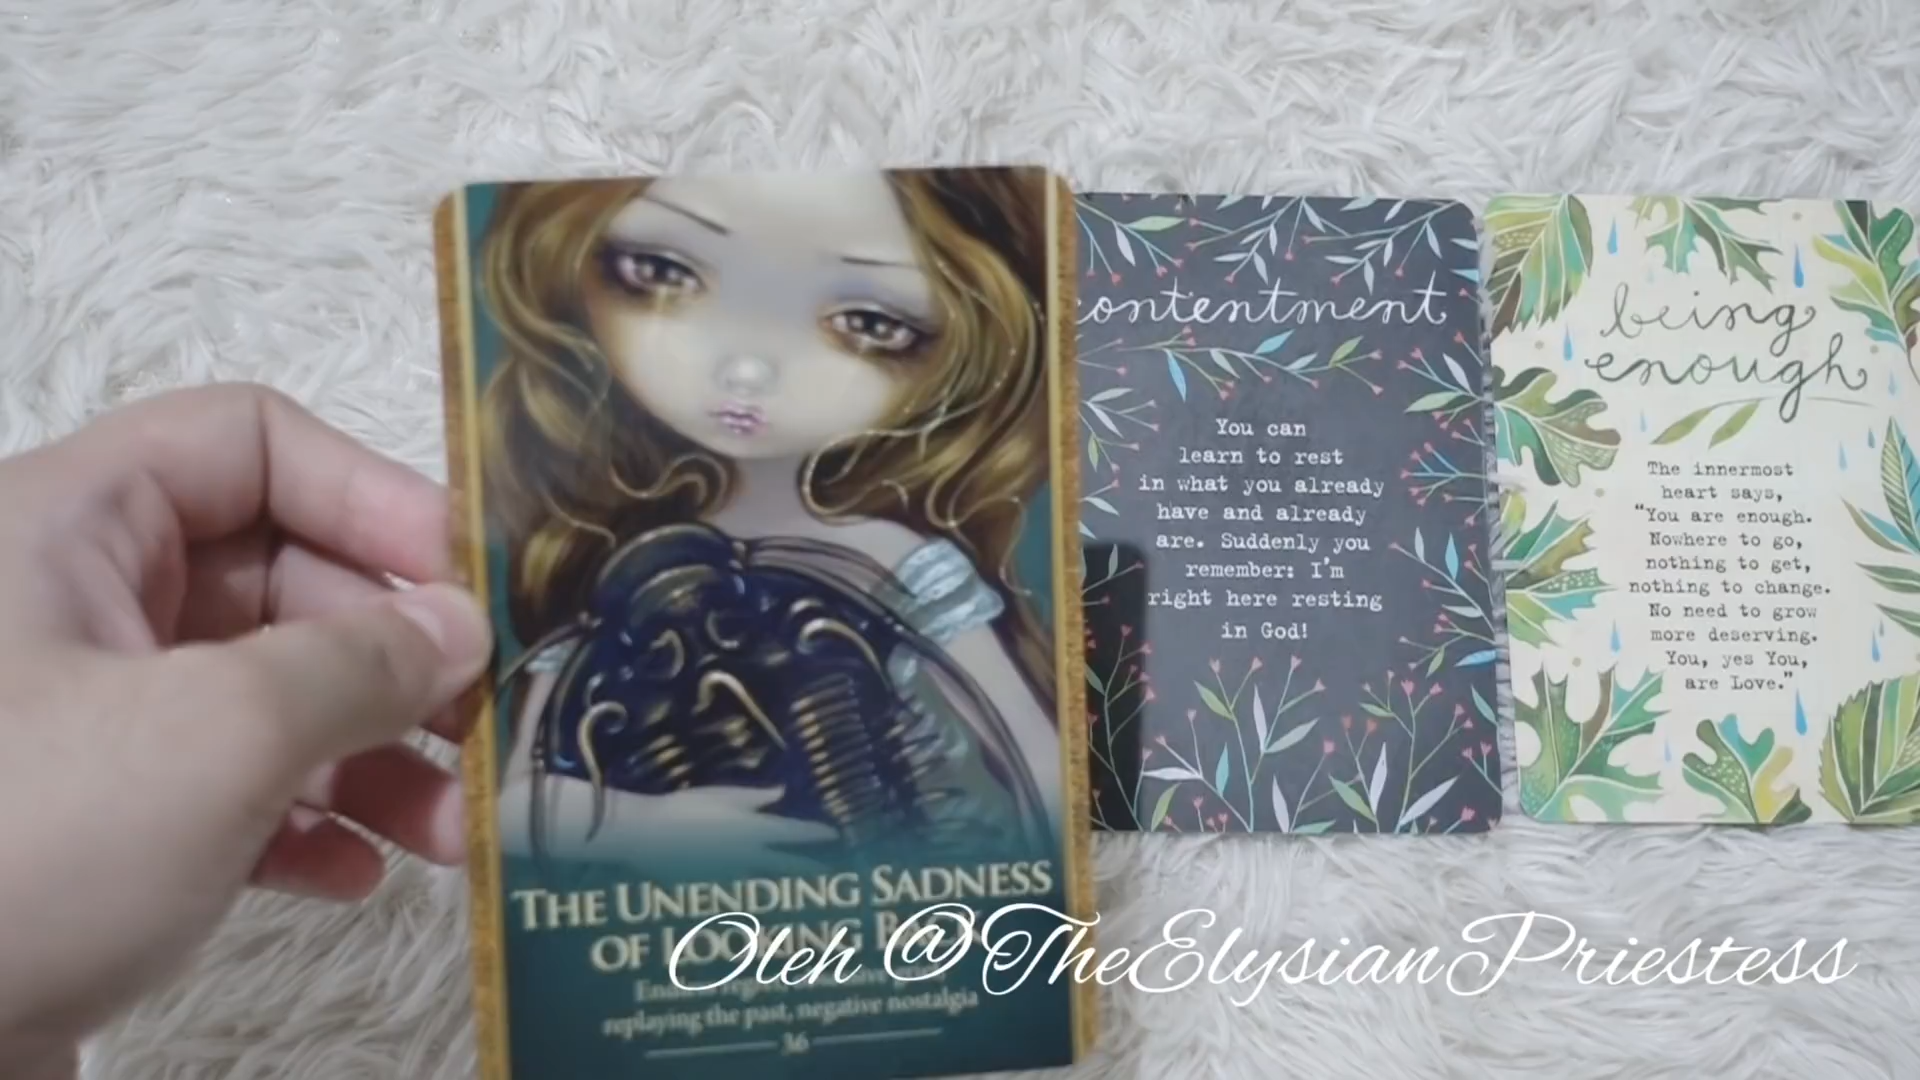 THE UNENDING SADNESS
OF LOOKING BACK
replaying the past, negative nostalgia
36
contentment
You can
learn to rest
in what you already
have and already
are. Suddenly you
remember: I'm
right here resting
in God!
being
enough
The innermost
heart says,
"You are enough.
Nowhere to go,
nothing to get,
nothing to change.
No need to grow
more deserving.
You, yes You,
are Love."
Oleh @TheElysianPriestess